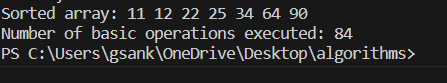 Sorted array: 11 12 22 25 34 64 90
Number of basic operations executed: 84
PS C:\Users\gsank\OneDrive\Desktop\algorithms>